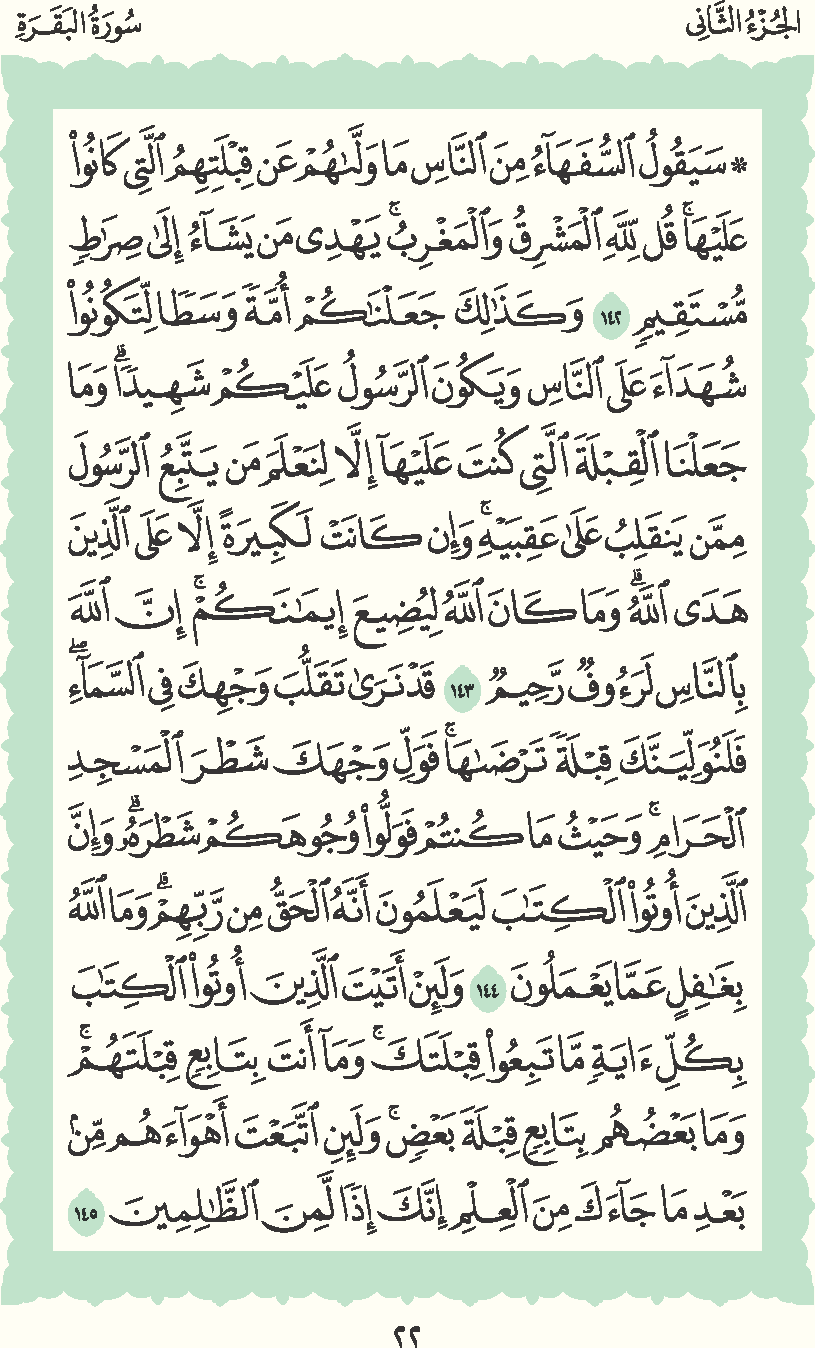 الجُزْءُ الثَّانِي
سُورَةُ البَقَرَةِ
* سَيَقُولُ ٱلسُّفَهَآءُ مِنَ ٱلنَّاسِ مَا وَلَّىٰهُمْ عَن قِبْلَتِهِمُ ٱلَّتِى كَانُوا۟
عَلَيْهَاۚ قُل لِّلَّهِ ٱلْمَشْرِقُ وَٱلْمَغْرِبُۚ يَهْدِى مَن يَشَآءُ إِلَىٰ صِرَٰطٍ
مُّسْتَقِيمٍ ١٤٢ وَكَذَٰلِكَ جَعَلْنَٰكُمْ أُمَّةً وَسَطًا لِّتَكُونُوا۟
شُهَدَآءَ عَلَى ٱلنَّاسِ وَيَكُونَ ٱلرَّسُولُ عَلَيْكُمْ شَهِيدًاۗ وَمَا
جَعَلْنَا ٱلْقِبْلَةَ ٱلَّتِى كُنتَ عَلَيْهَآ إِلَّا لِنَعْلَمَ مَن يَتَّبِعُ ٱلرَّسُولَ
مِمَّن يَنقَلِبُ عَلَىٰ عَقِبَيْهِۚ وَإِن كَانَتْ لَكَبِيرَةً إِلَّا عَلَى ٱلَّذِينَ
هَدَى ٱللَّهُۗ وَمَا كَانَ ٱللَّهُ لِيُضِيعَ إِيمَٰنَكُمْۚ إِنَّ ٱللَّهَ
بِٱلنَّاسِ لَرَءُوفٌ رَّحِيمٌ ١٤٣ قَدْ نَرَىٰ تَقَلُّبَ وَجْهِكَ فِى ٱلسَّمَآءِۖ
فَلَنُوَلِّيَنَّكَ قِبْلَةً تَرْضَىٰهَاۚ فَوَلِّ وَجْهَكَ شَطْرَ ٱلْمَسْجِدِ
ٱلْحَرَامِۚ وَحَيْثُ مَا كُنتُمْ فَوَلُّوا۟ وُجُوهَكُمْ شَطْرَهُۥۗ وَإِنَّ
ٱلَّذِينَ أُوتُوا۟ ٱلْكِتَٰبَ لَيَعْلَمُونَ أَنَّهُ ٱلْحَقُّ مِن رَّبِّهِمْۗ وَمَا ٱللَّهُ
بِغَٰفِلٍ عَمَّا يَعْمَلُونَ ١٤٤ وَلَئِنْ أَتَيْتَ ٱلَّذِينَ أُوتُوا۟ ٱلْكِتَٰبَ
بِكُلِّ ءَايَةٍ مَّا تَبِعُوا۟ قِبْلَتَكَۚ وَمَآ أَنتَ بِتَابِعٍ قِبْلَتَهُمْۚ
وَمَا بَعْضُهُم بِتَابِعٍ قِبْلَةَ بَعْضٍۚ وَلَئِنِ ٱتَّبَعْتَ أَهْوَآءَهُم مِّنۢ
بَعْدِ مَا جَآءَكَ مِنَ ٱلْعِلْمِ إِنَّكَ إِذًا لَّمِنَ ٱلظَّٰلِمِينَ ١٤٥
٢٢